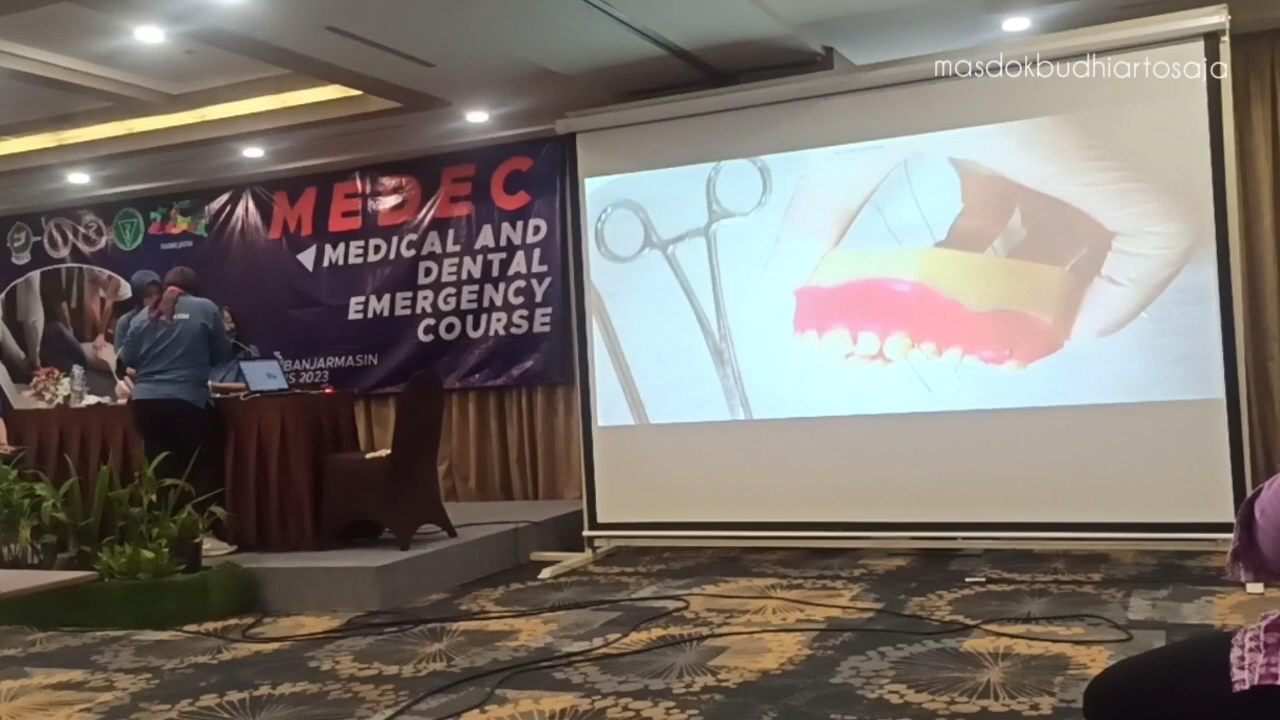 masdokbudhiartosaja
MEDEC
MEDICAL AND
DENTAL
EMERGENCY
COURSE
BANJARMASIN
2023